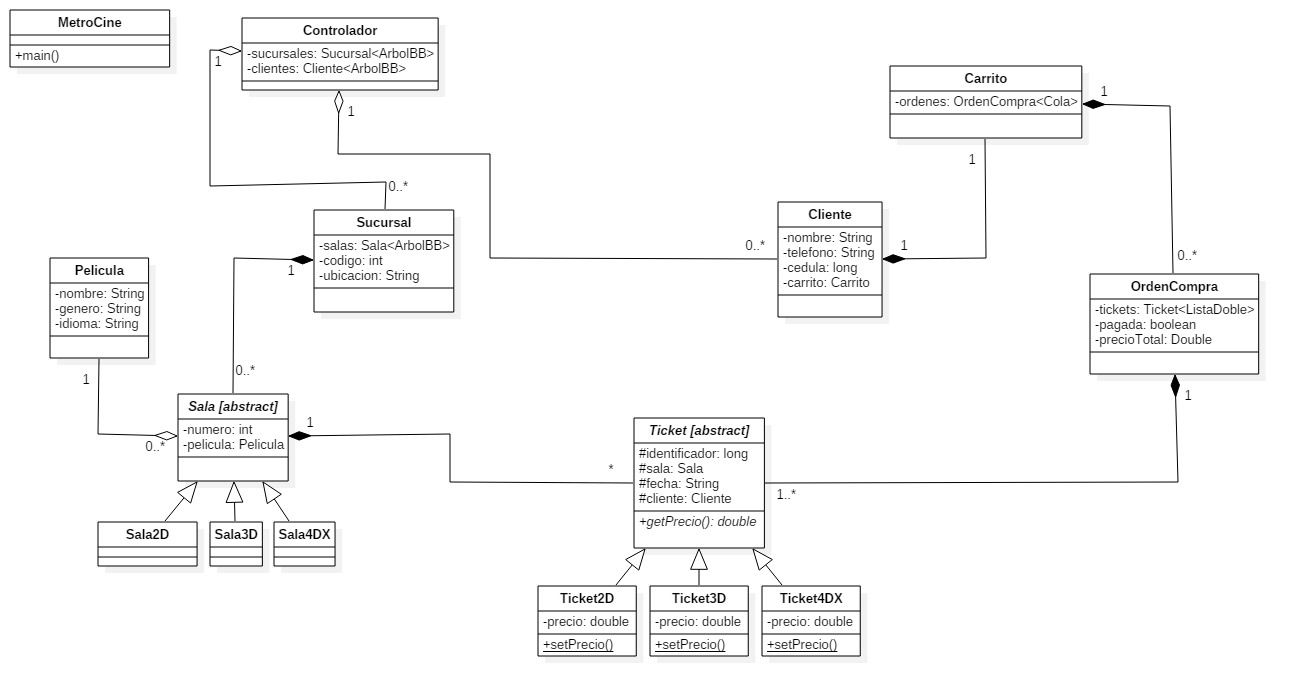 MetroCine
+main()
Controlador
-sucursales: Sucursal<ArbolBB>
-clientes: Cliente<ArbolBB>
1
1
0..*
Carrito
-ordenes: OrdenCompra<Cola>
1
1
Sucursal
-salas: Sala<ArbolBB>
-codigo: int
-ubicacion: String
1
0..*
Cliente
-nombre: String
-telefono: String
-cedula: long
-carrito: Carrito
0..*
1
0..*
OrdenCompra
-tickets: Ticket<ListaDoble>
-pagada: boolean
-precioTotal: Double
1
Pelicula
-nombre: String
-genero: String
-idioma: String
1
0..*
Sala [abstract]
-numero: int
-pelicula: Pelicula
1
*
Ticket [abstract]
#identificador: long
#sala: Sala
#fecha: String
#cliente: Cliente
+getPrecio(): double
1..*
Sala2D
Sala3D
Sala4DX
Ticket2D
-precio: double
+setPrecio()
Ticket3D
-precio: double
+setPrecio()
Ticket4DX
-precio: double
+setPrecio()